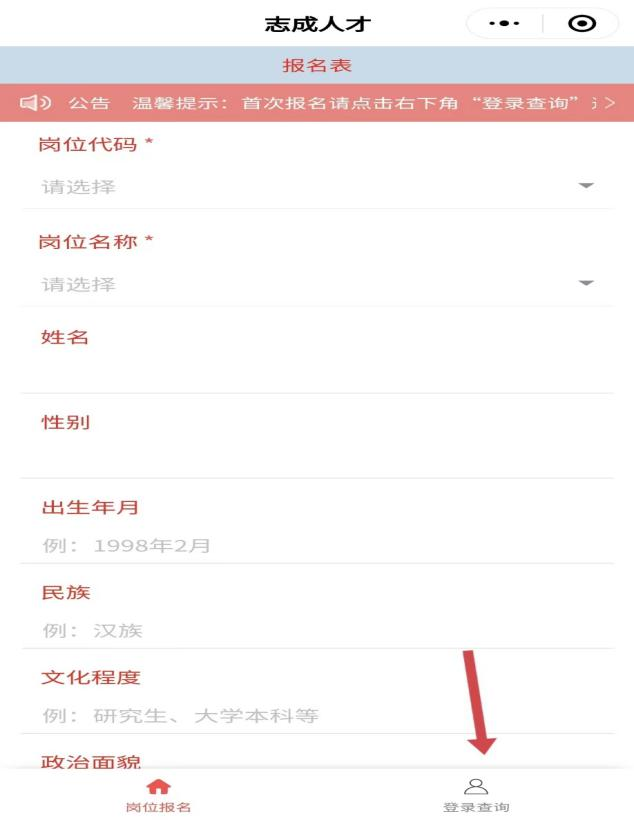 志成人才
报名表
公告 温馨提示：首次报名请点击右下角“登录查询”
岗位代码 *
请选择
岗位名称 *
请选择
姓名
性别
出生年月
例：1998年2月
民族
例：汉族
文化程度
例：研究生、大学本科等
政治面貌
岗位报名
登录查询